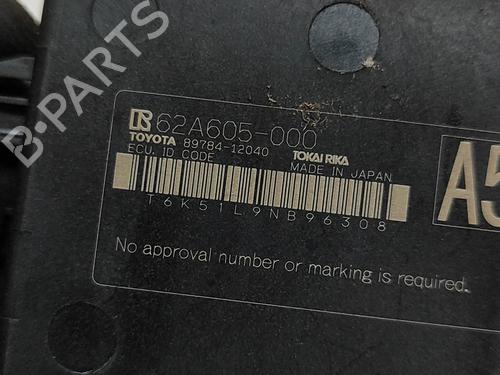 B-PARTS
62A605-000
TOYOTA 89784-12040 TOKAI RIKA
ECU. ID CODE MADE IN JAPAN
T6K51L9NB96308
A5
No approval number or marking is required.